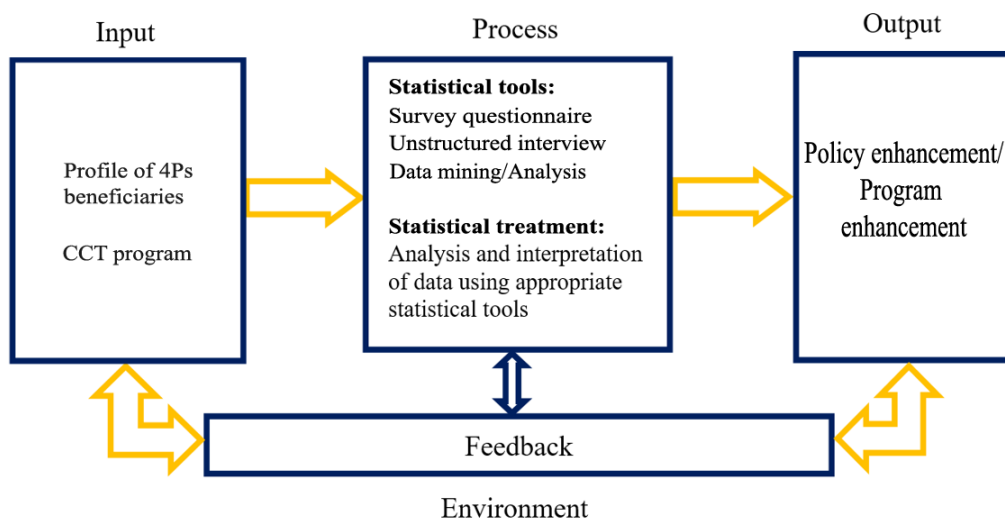 Input
Profile of 4Ps
beneficiaries
CCT program
Process
Statistical tools:
Survey questionnaire
Unstructured interview
Data mining/Analysis
Statistical treatment:
Analysis and interpretation
of data using appropriate
statistical tools
Output
Policy enhancement/
Program
enhancement
Feedback
Environment